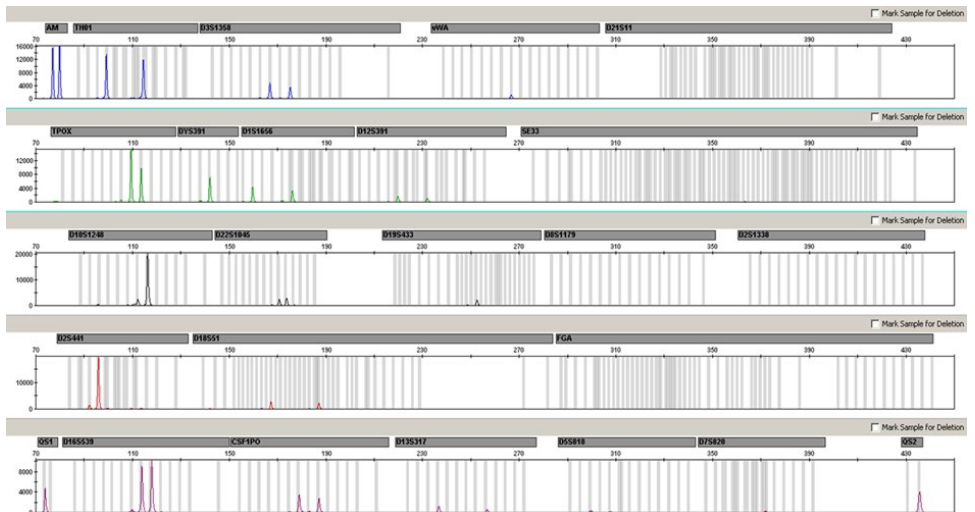 Mark Sample for Deletion
AM TH01 D3S1358 vWA D21S11
70 110 150 190 230 270 310 350 390 430
16000
12000
8000
4000
0
Mark Sample for Deletion
TPOX DYS391 D1S1656 D12S391 SE33
70 110 150 190 230 270 310 350 390 430
12000
8000
4000
0
Mark Sample for Deletion
D10S1248 D22S1045 D19S433 D8S1179 D2S1338
70 110 150 190 230 270 310 350 390 430
20000
10000
0
Mark Sample for Deletion
D2S441 D18S51 FGA
70 110 150 190 230 270 310 350 390 430
10000
0
Mark Sample for Deletion
QS1 D16S539 CSF1PO D13S317 D5S818 D7S820 QS2
70 110 150 190 230 270 310 350 390 430
8000
4000
0